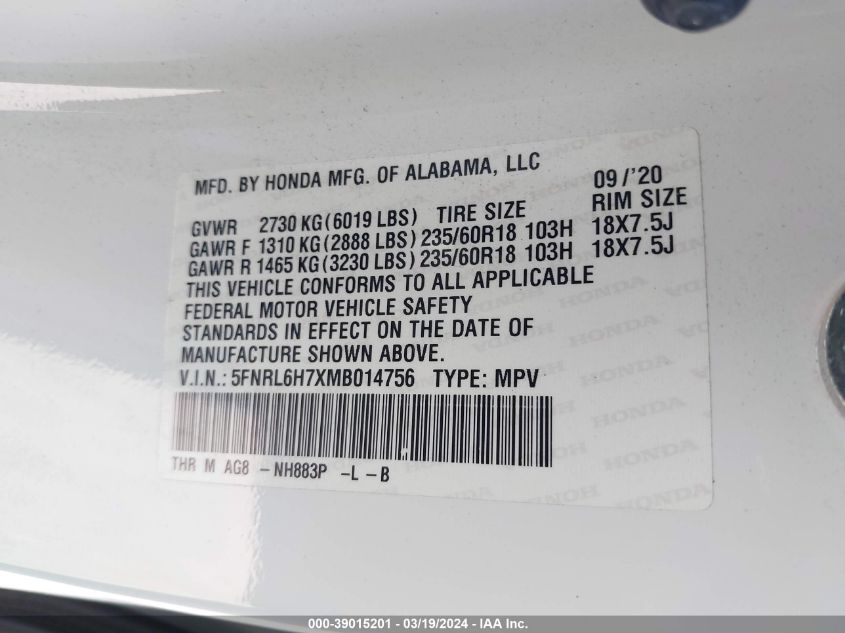 MFD. BY HONDA MFG. OF ALABAMA, LLC 09/'20
GVWR 2730 KG(6019 LBS) TIRE SIZE RIM SIZE
GAWR F 1310 KG(2888 LBS) 235/60R18 103H 18X7.5J
GAWR R 1465 KG(3230 LBS) 235/60R18 103H 18X7.5J
THIS VEHICLE CONFORMS TO ALL APPLICABLE
FEDERAL MOTOR VEHICLE SAFETY
STANDARDS IN EFFECT ON THE DATE OF
MANUFACTURE SHOWN ABOVE.
V.I.N.: 5FNRL6H7XMB014756 TYPE: MPV
THR M AG8 -NH883P -L -B
000-39015201 - 03/19/2024 - IAA Inc.